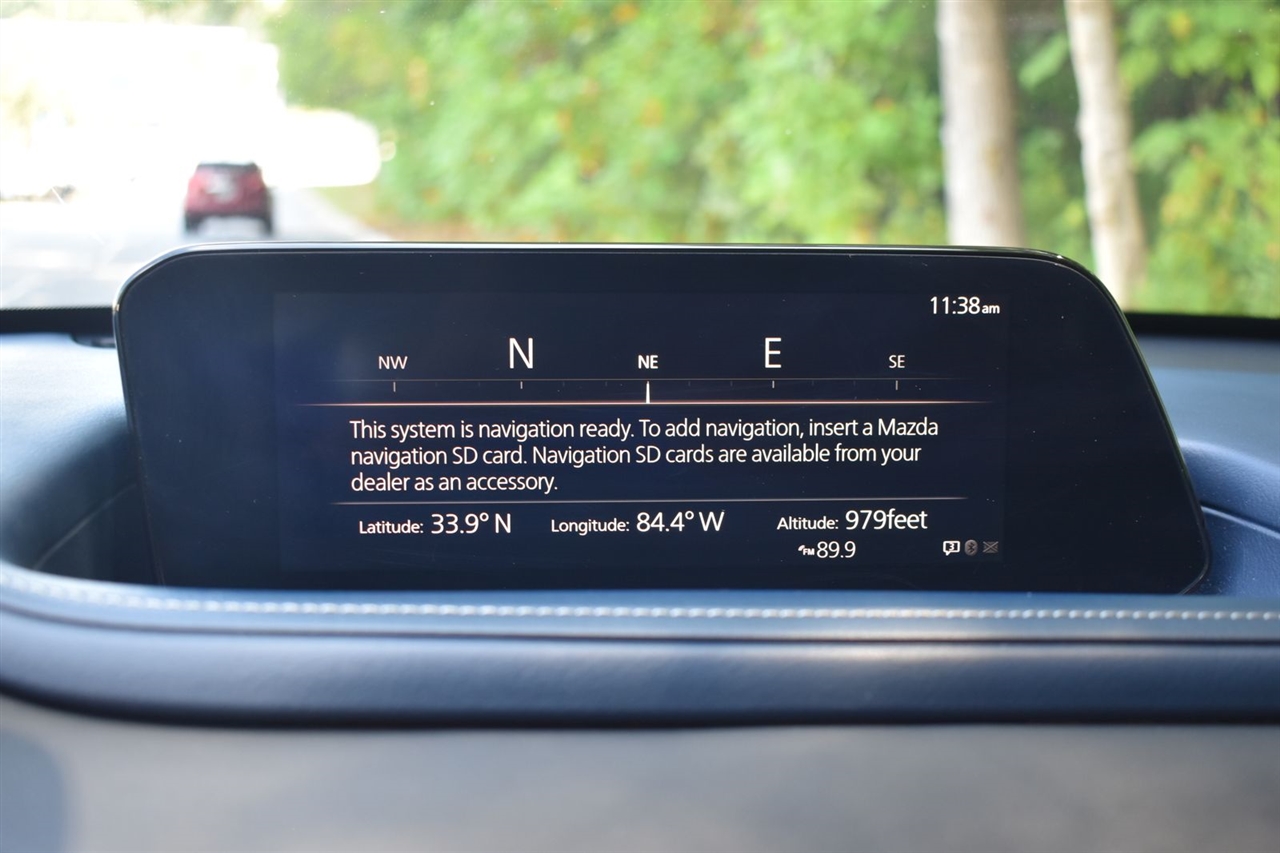 11:38am
NW N NE E SE
This system is navigation ready. To add navigation, insert a Mazda
navigation SD card. Navigation SD cards are available from your
dealer as an accessory.
Latitude: 33.9° N Longitude: 84.4° W Altitude: 979feet
FM 89.9 3